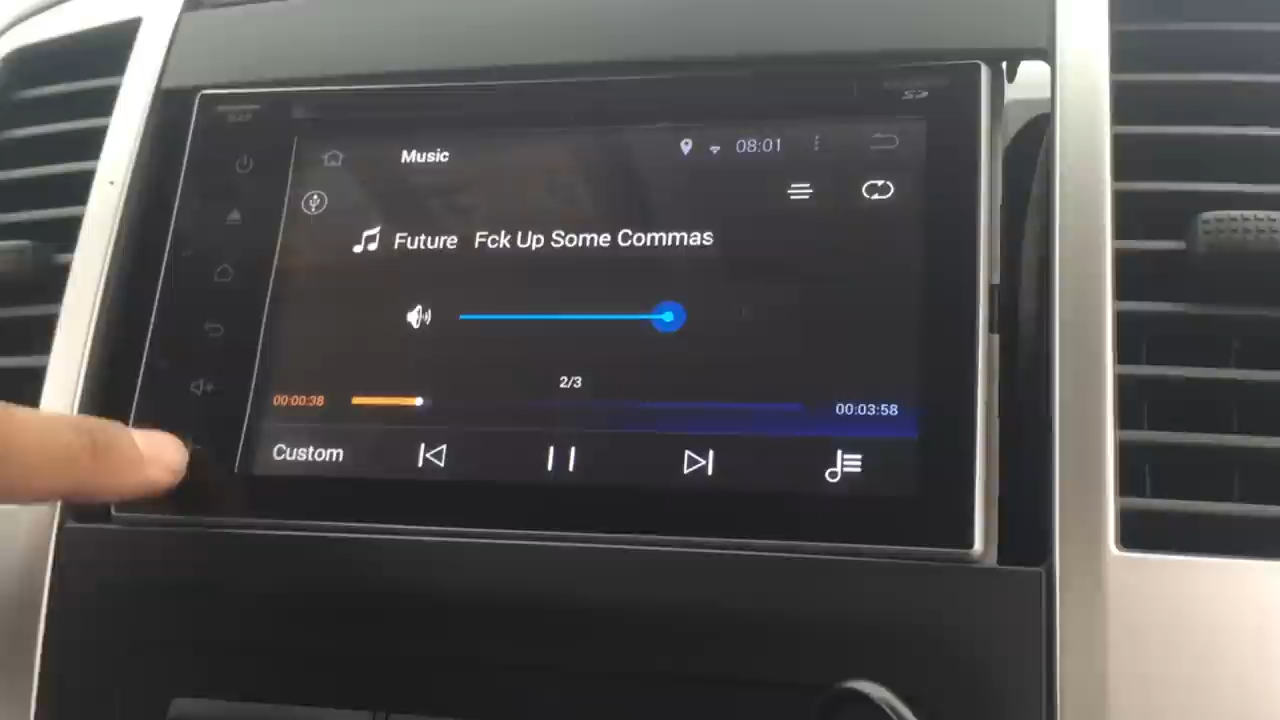 Music
08:01
Future Fck Up Some Commas
2/3
00:00:38
00:03:58
Custom